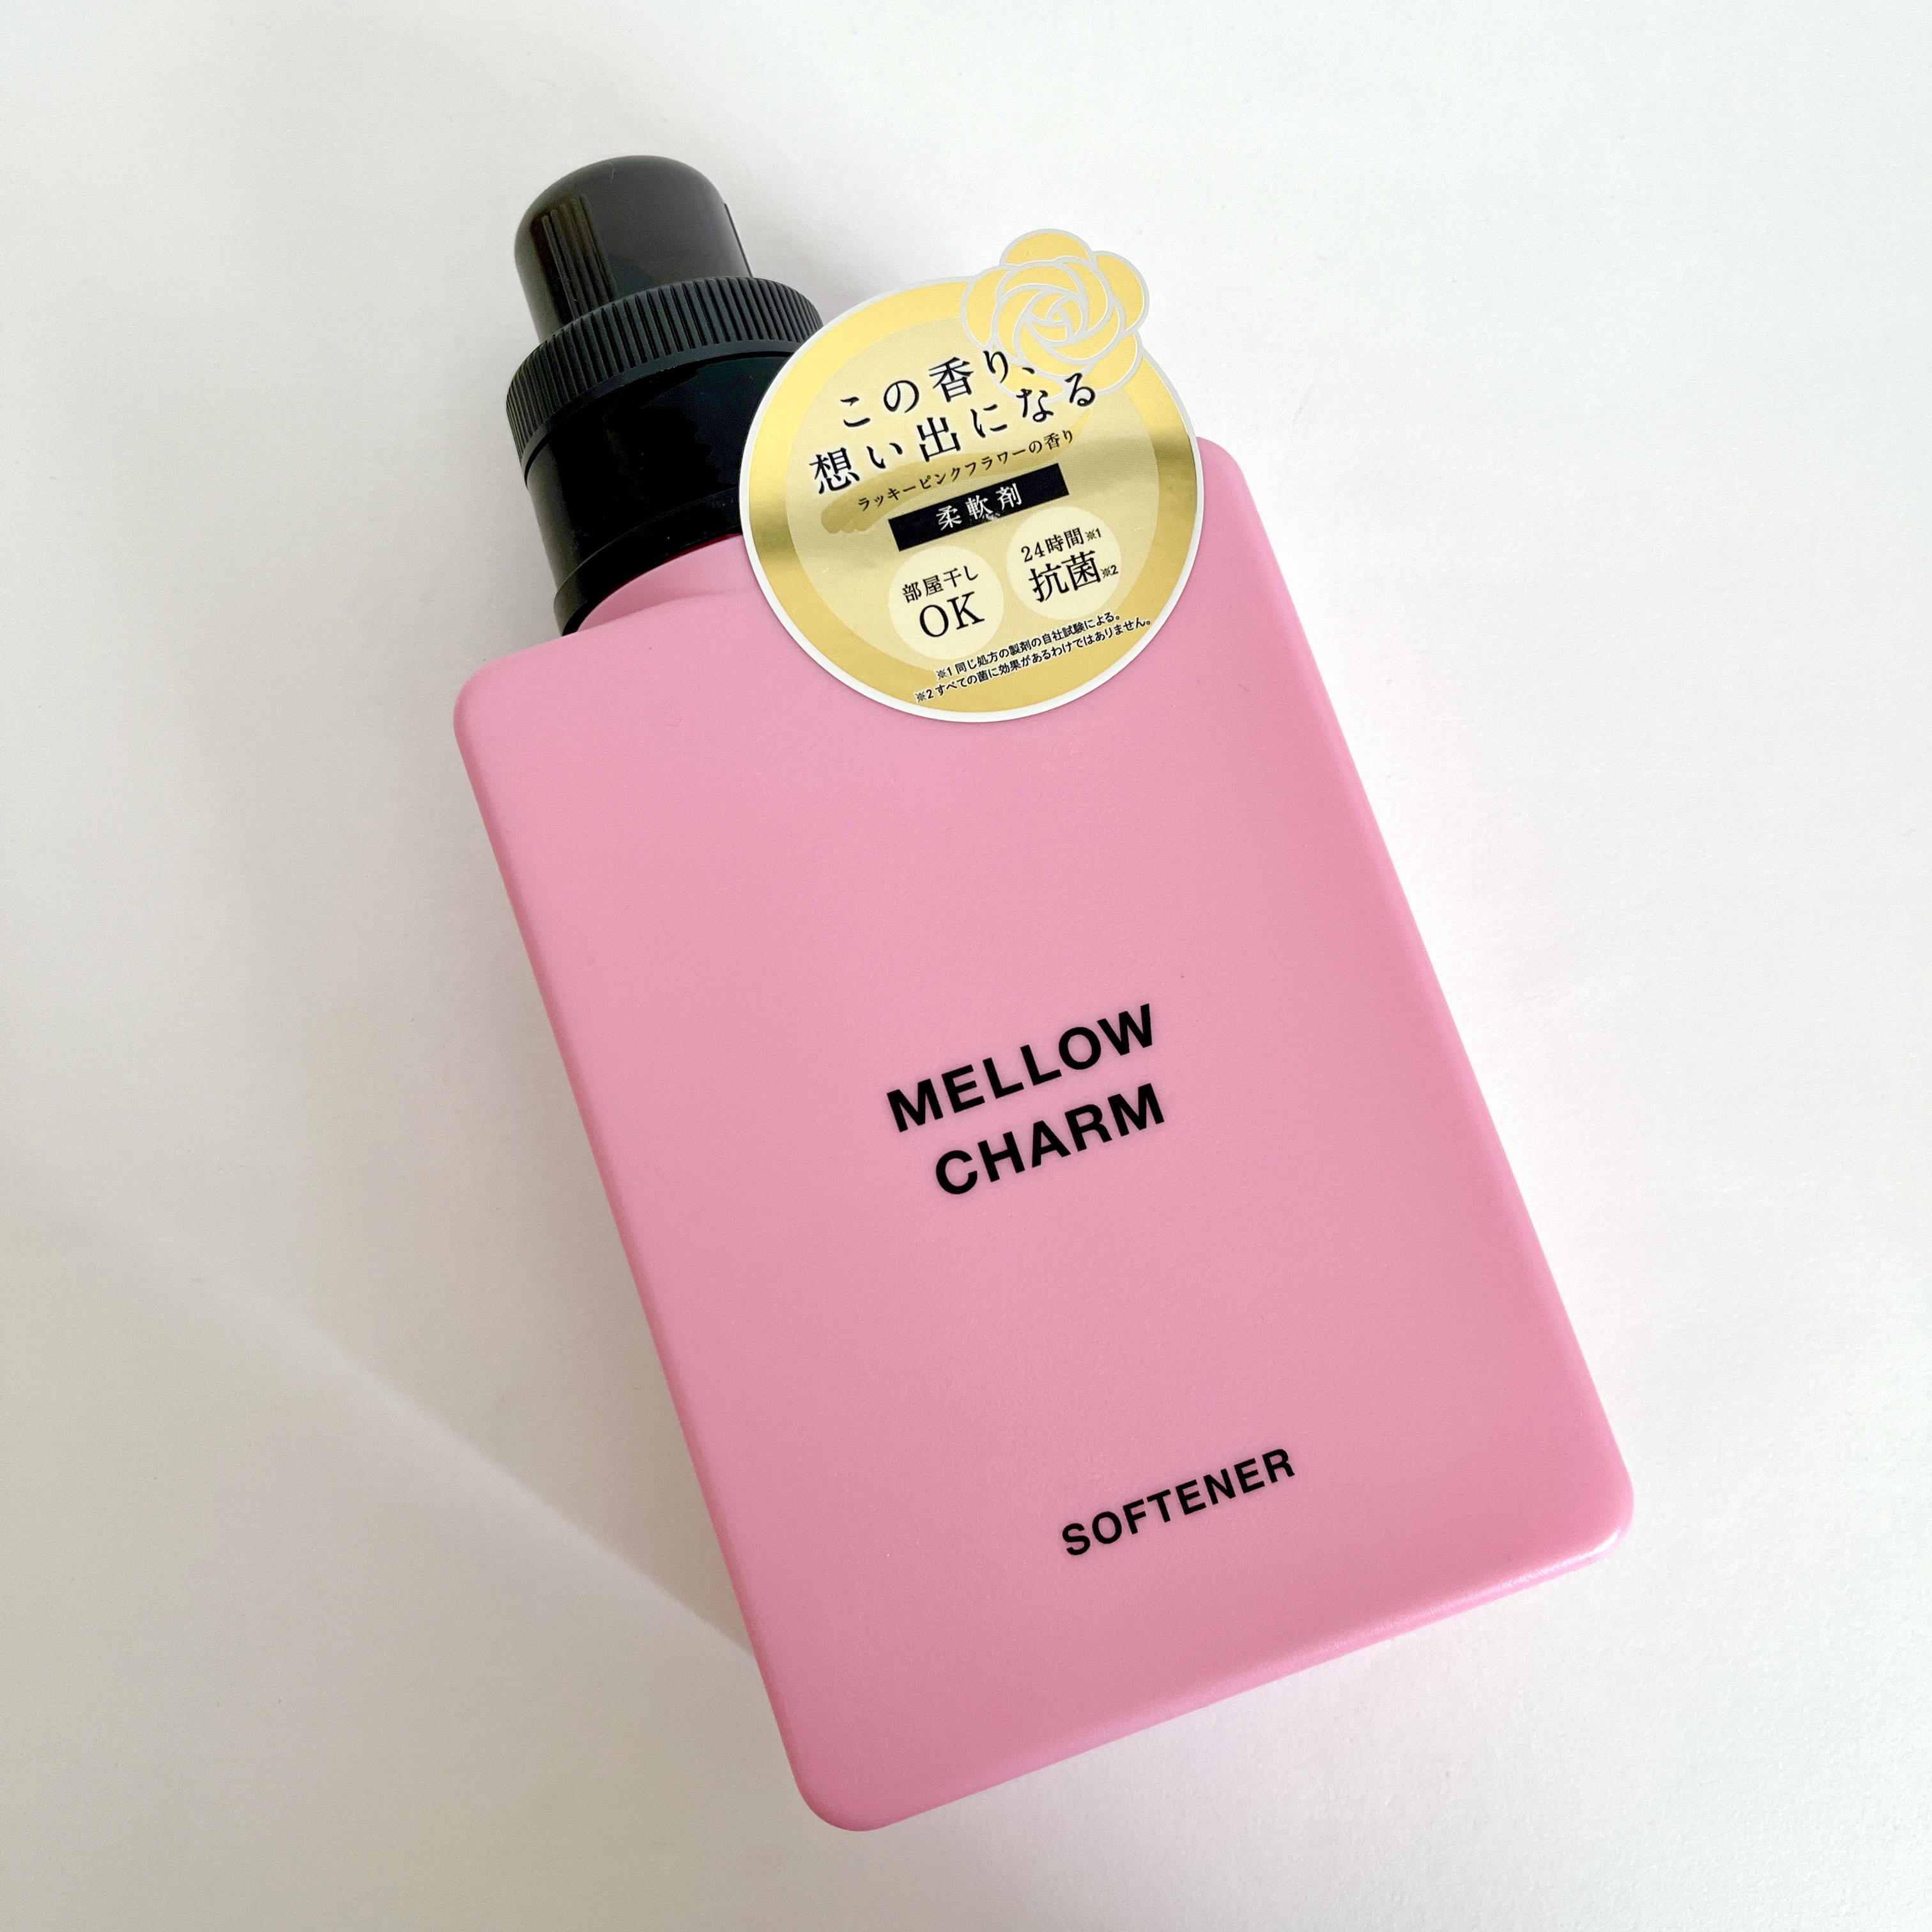 この香り、
想い出になる
ラッキーピンクフラワーの香り
柔軟剤
部屋干し
OK
24時間※1
抗菌※2
※1 同じ処方の製剤の自社試験による。
※2 すべての菌に効果があるわけではありません。
MELLOW
CHARM
SOFTENER